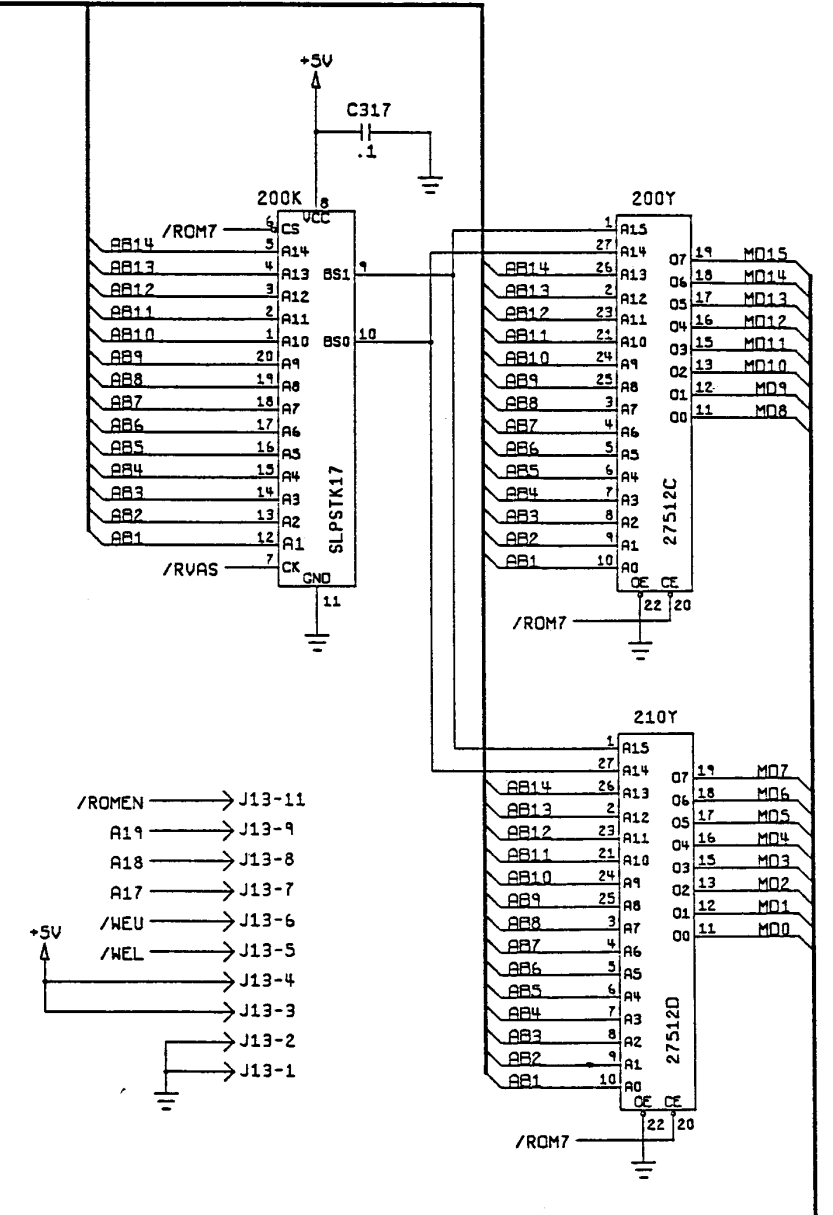 +5V
C317
.1
200K
8
VCC
/ROM7 6 CS
AB14 5 A14
AB13 4 A13 BS1 9
AB12 3 A12
AB11 2 A11
AB10 1 A10 BS0 10
AB9 20 A9
AB8 19 A8
AB7 18 A7
AB6 17 A6
AB5 16 A5
AB4 15 A4
AB3 14 A3
AB2 13 A2
AB1 12 A1
/RVAS 7 CK
GND
11
SLPSTK17
200Y
1 A15
27 A14
AB14 26 A13 O7 19 MD15
AB13 2 A12 O6 18 MD14
AB12 23 A11 O5 17 MD13
AB11 21 A10 O4 16 MD12
AB10 24 A9 O3 15 MD11
AB9 25 A8 O2 13 MD10
AB8 3 A7 O1 12 MD9
AB7 4 A6 O0 11 MD8
AB6 5 A5
AB5 6 A4
AB4 7 A3
AB3 8 A2
AB2 9 A1
AB1 10 A0
27512C
OE CE
22 20
/ROM7
210Y
1 A15
27 A14
AB14 26 A13 O7 19 MD7
AB13 2 A12 O6 18 MD6
AB12 23 A11 O5 17 MD5
AB11 21 A10 O4 16 MD4
AB10 24 A9 O3 15 MD3
AB9 25 A8 O2 13 MD2
AB8 3 A7 O1 12 MD1
AB7 4 A6 O0 11 MD0
AB6 5 A5
AB5 6 A4
AB4 7 A3
AB3 8 A2
AB2 9 A1
AB1 10 A0
27512D
OE CE
22 20
/ROM7
/ROMEN J13-11
A19 J13-9
A18 J13-8
A17 J13-7
/WEU J13-6
/WEL J13-5
+5V
J13-4
J13-3
J13-2
J13-1